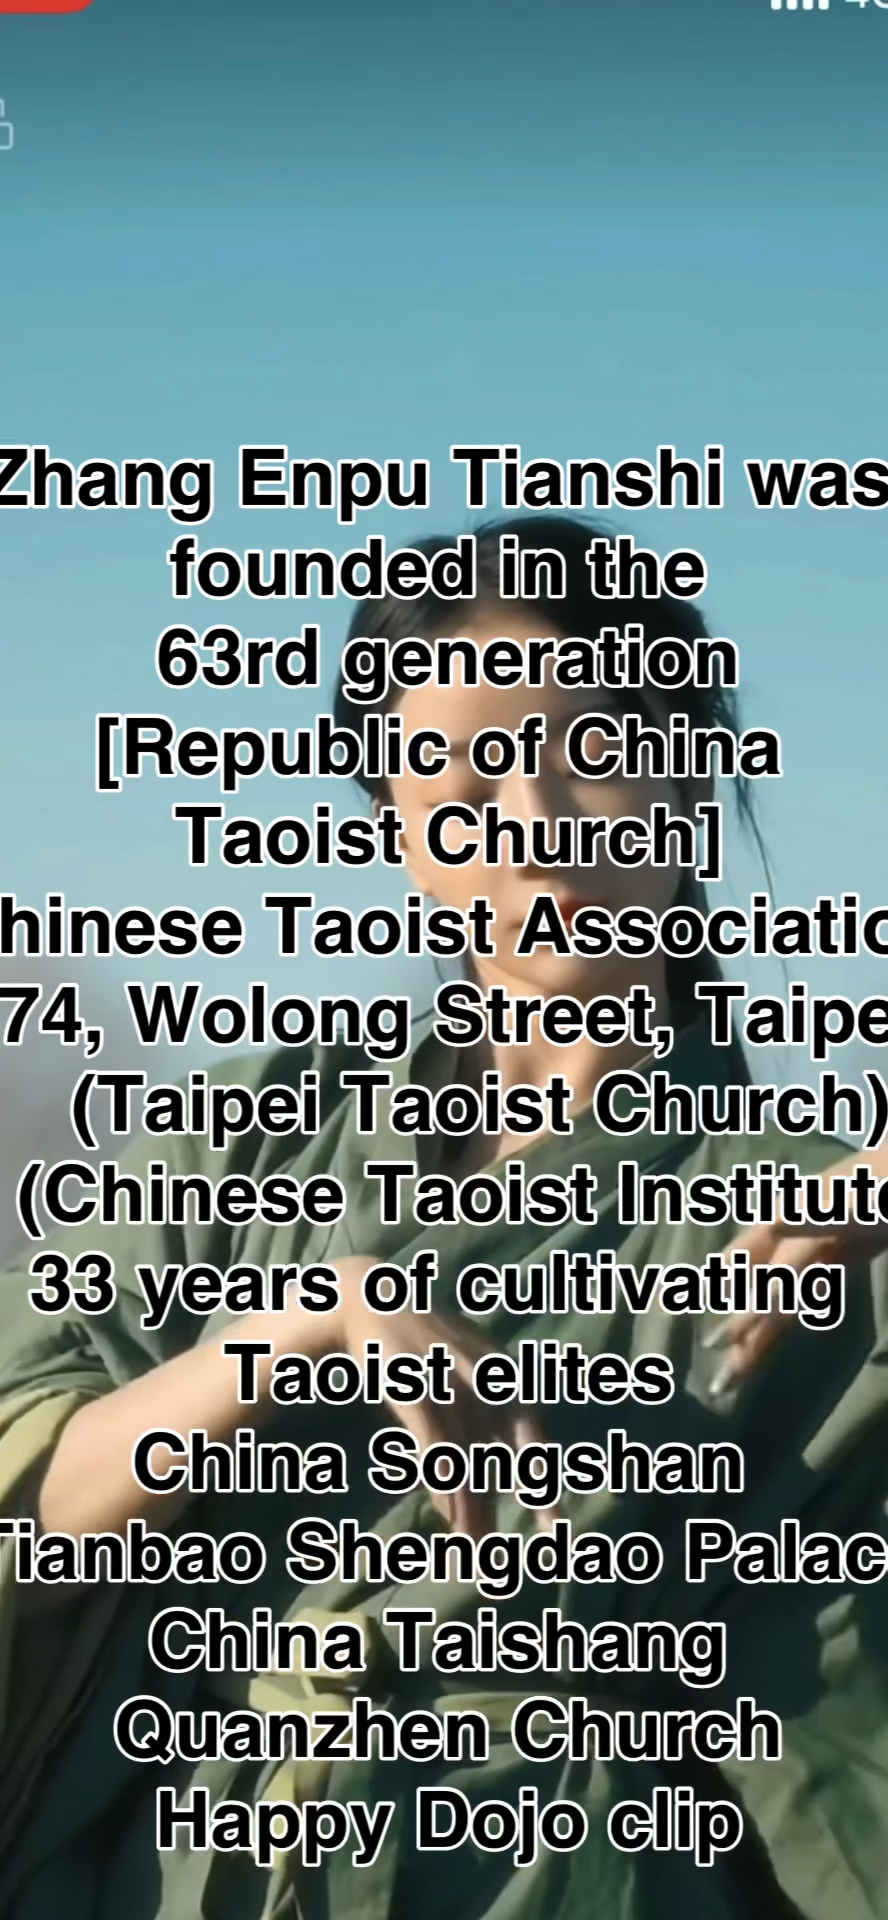 Zhang Enpu Tianshi was
founded in the
63rd generation
[Republic of China
Taoist Church]
hinese Taoist Associatio
74, Wolong Street, Taipe
(Taipei Taoist Church)
(Chinese Taoist Institute
33 years of cultivating
Taoist elites
China Songshan
Tianbao Shengdao Palac
China Taishang
Quanzhen Church
Happy Dojo clip